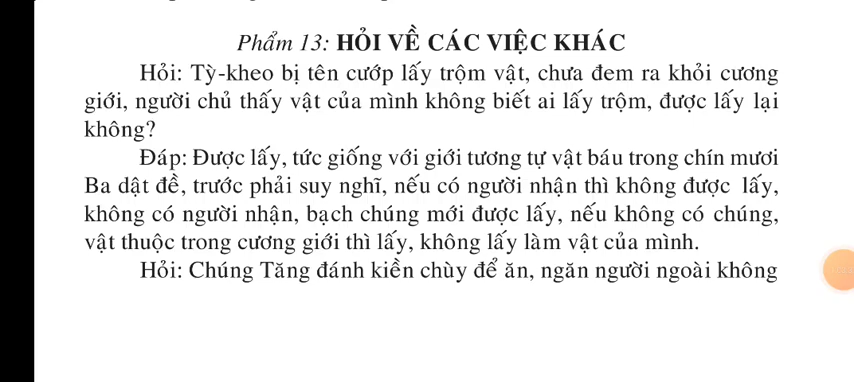 Phẩm 13: HỎI VỀ CÁC VIỆC KHÁC
Hỏi: Tỳ-kheo bị tên cướp lấy trộm vật, chưa đem ra khỏi cương
giới, người chủ thấy vật của mình không biết ai lấy trộm, được lấy lại
không?
Đáp: Được lấy, tức giống với giới tương tự vật báu trong chín mươi
Ba dật đề, trước phải suy nghĩ, nếu có người nhận thì không được lấy,
không có người nhận, bạch chúng mới được lấy, nếu không có chúng,
vật thuộc trong cương giới thì lấy, không lấy làm vật của mình.
Hỏi: Chúng Tăng đánh kiền chùy để ăn, ngăn người ngoài không